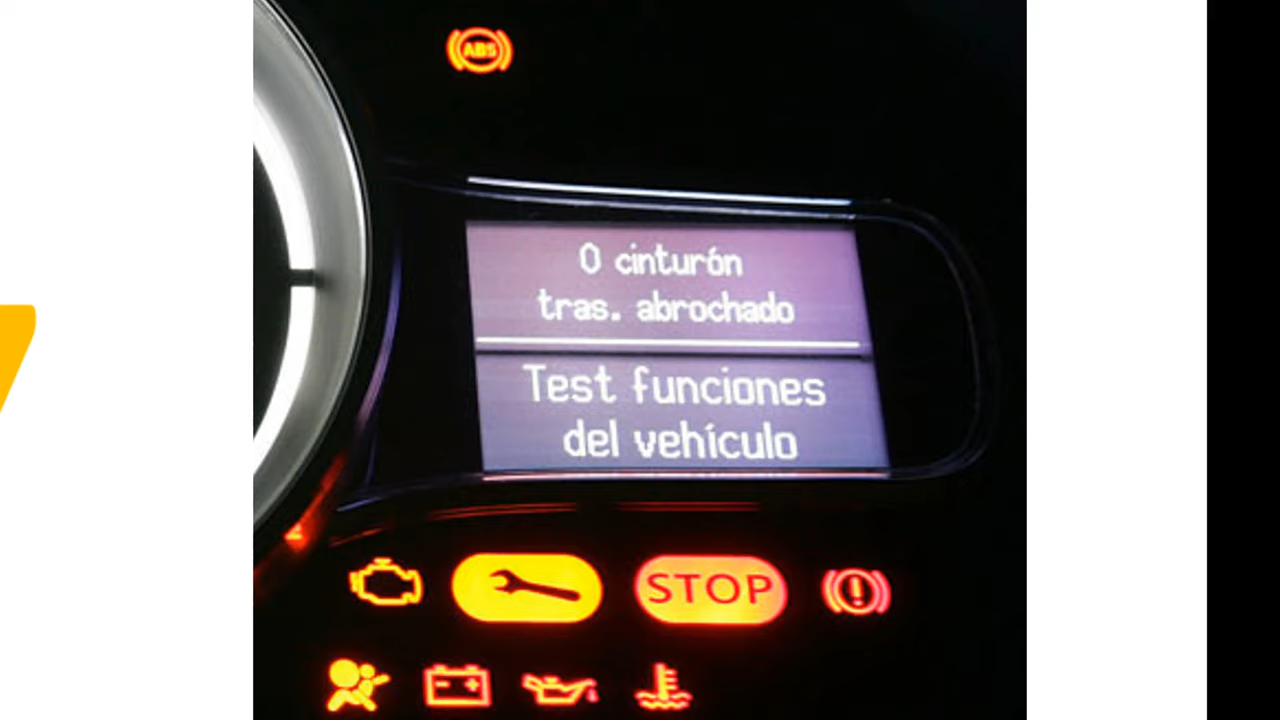 ABS
0 cinturón
tras. abrochado
Test funciones
del vehículo
STOP